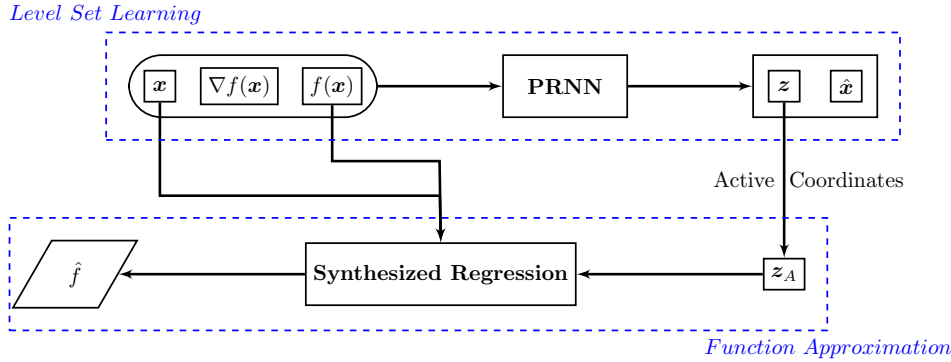 Level Set Learning
x ∇f(x) f(x) PRNN z x̂
Active Coordinates
f̂ Synthesized Regression z_A
Function Approximation